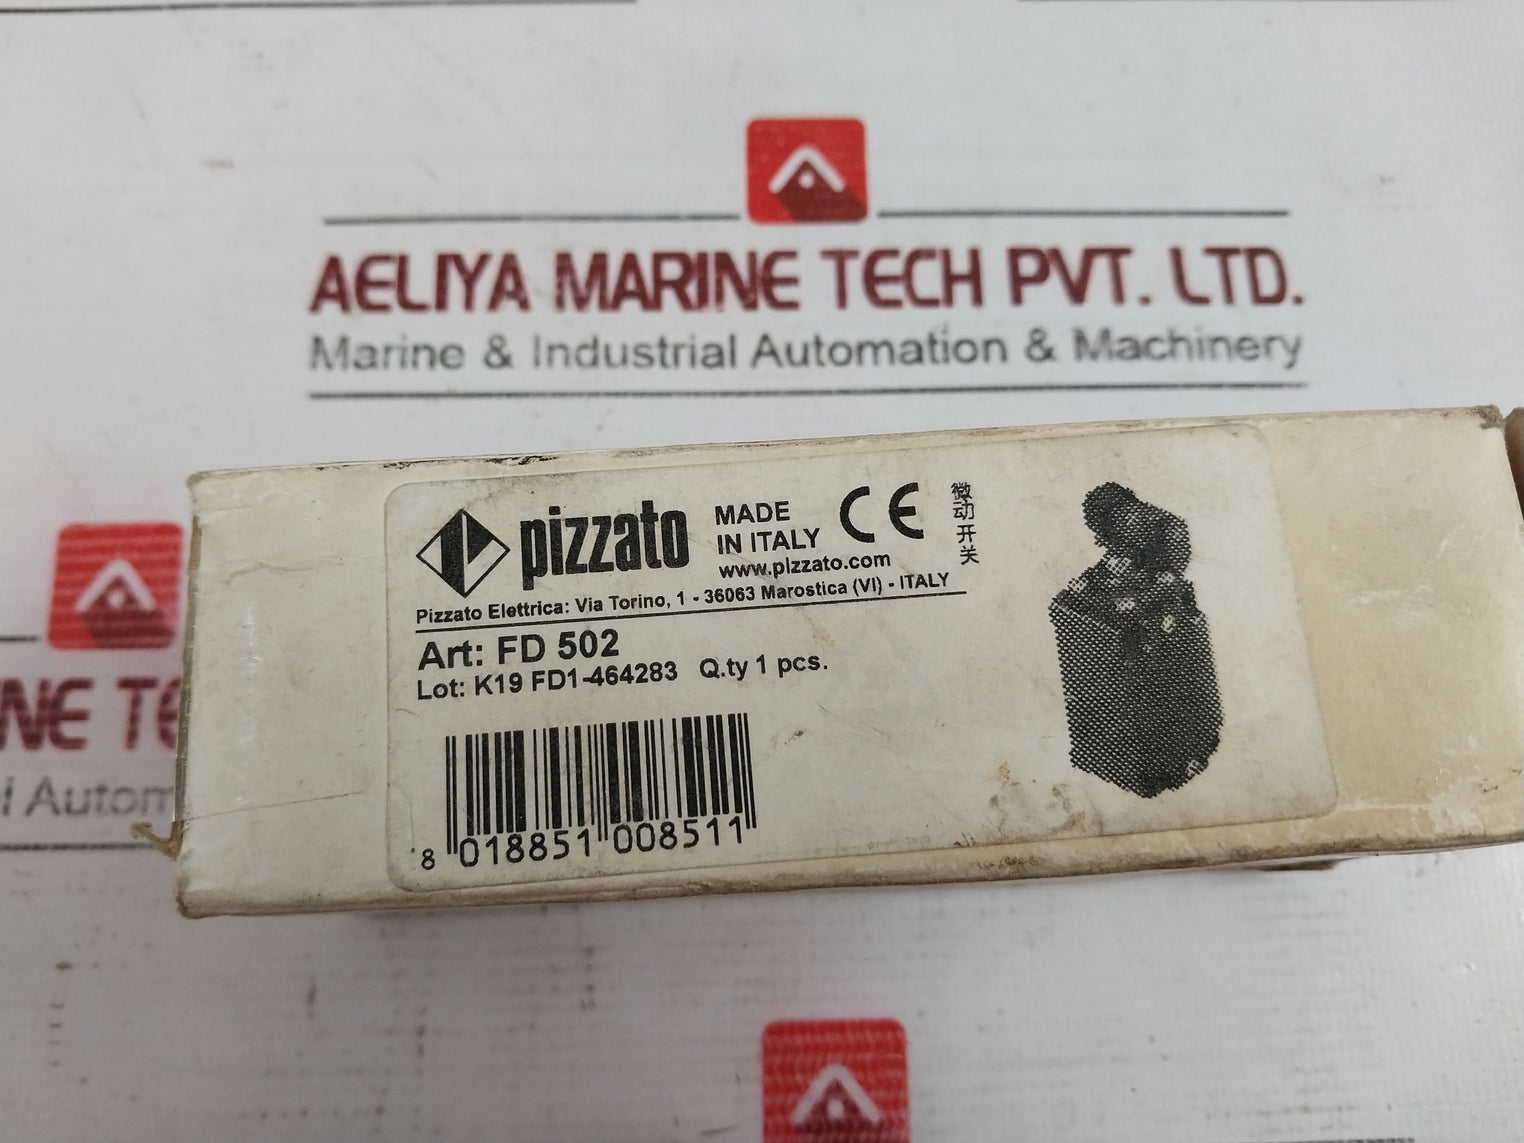 AELIYA MARINE TECH PVT. LTD.
Marine & Industrial Automation & Machinery
pizzato
MADE
IN ITALY
www.pizzato.com
CE
微动开关
Pizzato Elettrica: Via Torino, 1 - 36063 Marostica (VI) - ITALY
Art: FD 502
Lot: K19 FD1-464283 Q.ty 1 pcs.
8 018851 008511
NE TE
l Autom